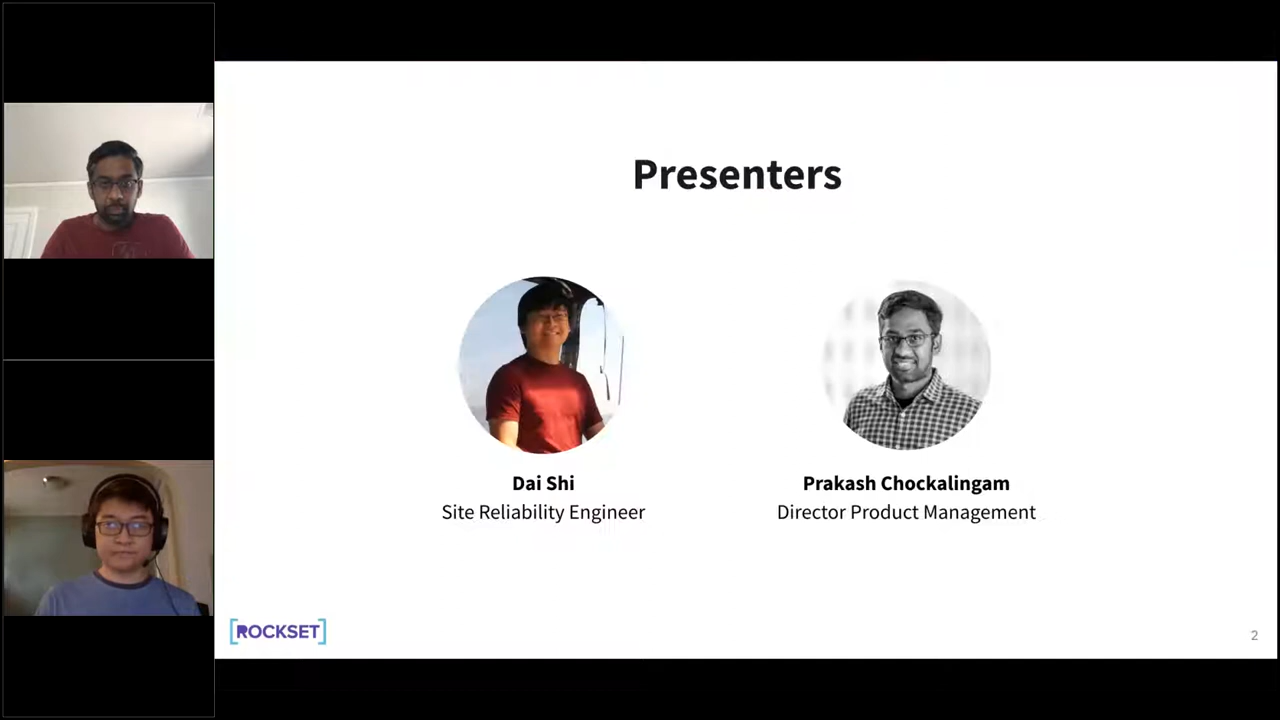 Presenters
Dai Shi
Site Reliability Engineer
Prakash Chockalingam
Director Product Management
[ROCKSET]
2